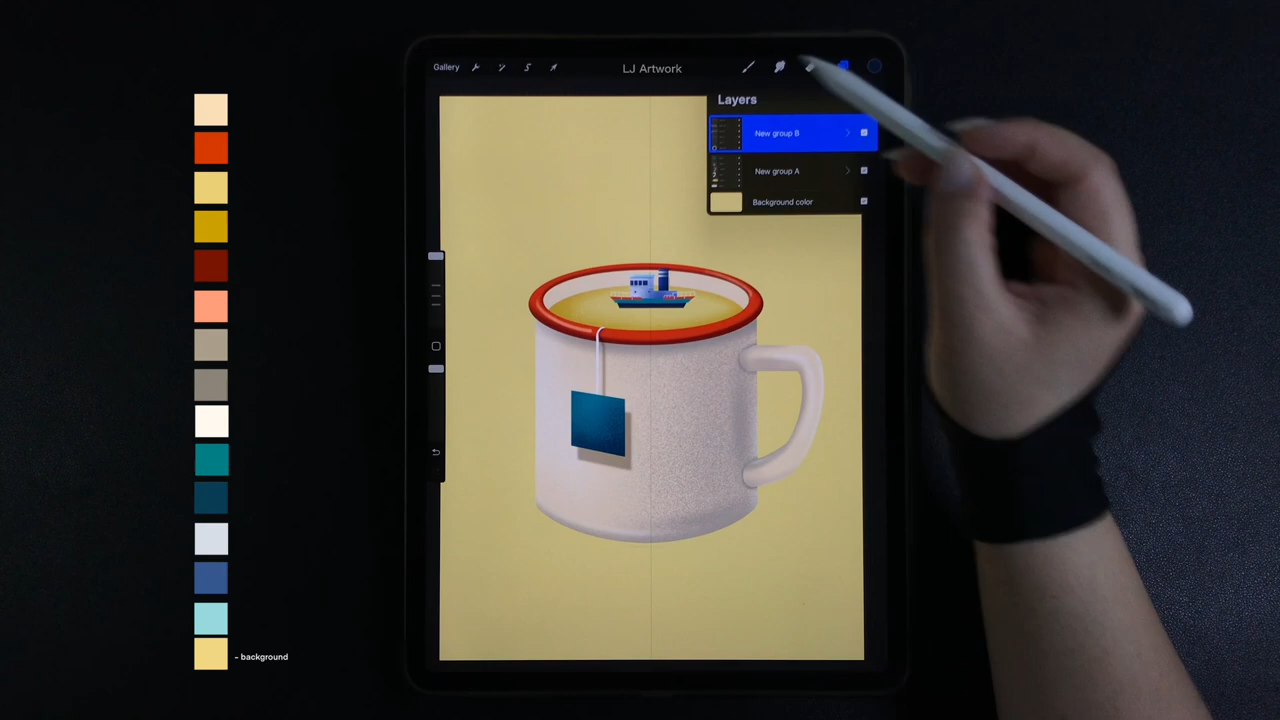 Gallery
LJ Artwork
Layers
New group B
New group A
Background color
- background